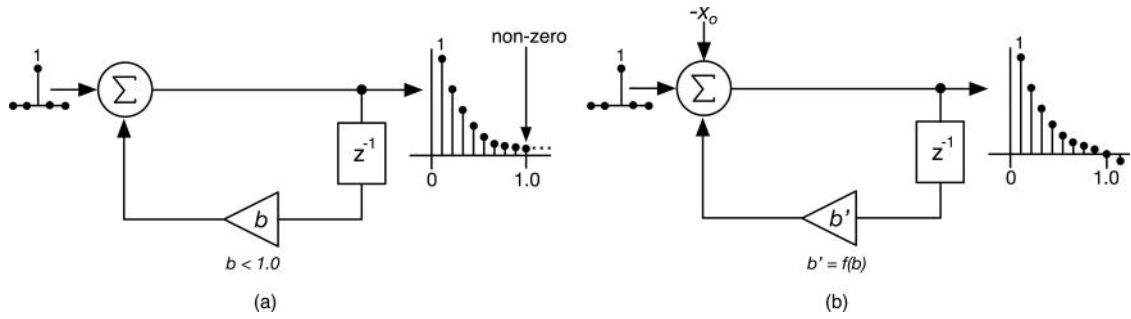 1
Σ
z⁻¹
b
b < 1.0
1
non-zero
0
1.0
(a)
-xₒ
1
Σ
z⁻¹
b'
b' = f(b)
1
0
1.0
(b)